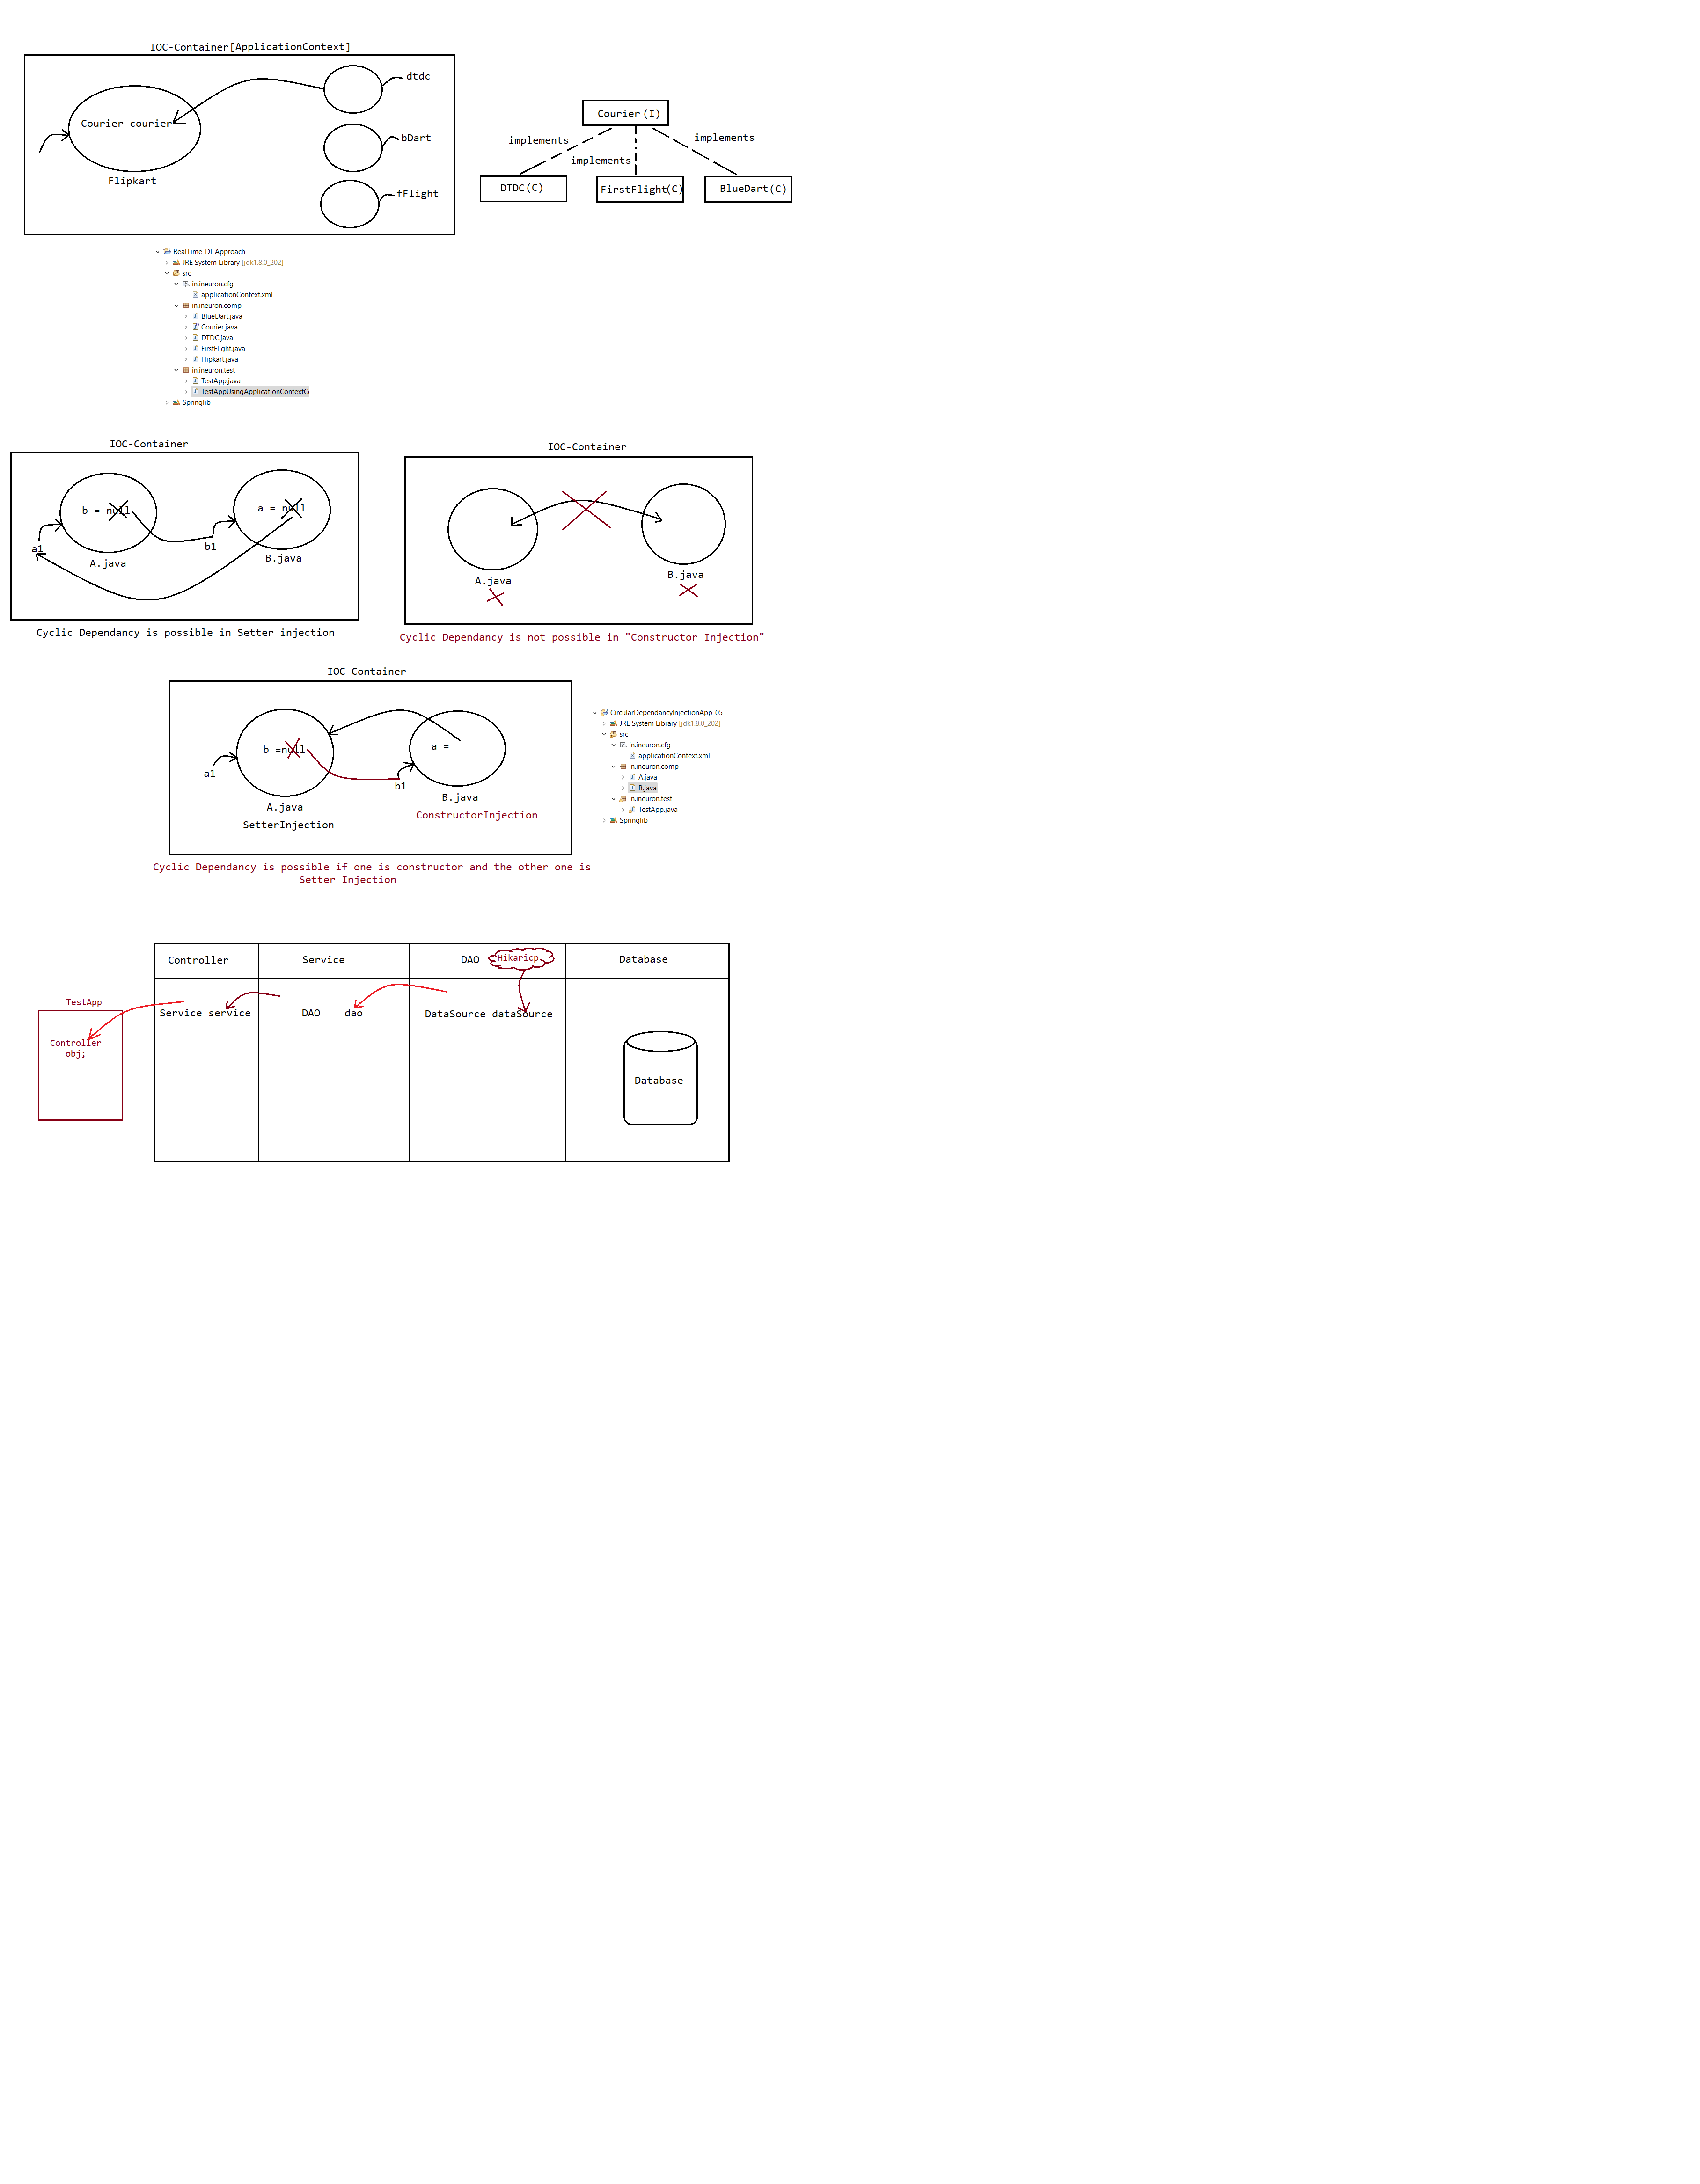 IOC-Container[ApplicationContext]
dtdc
Courier courier
bDart
Flipkart
fFlight
Courier (I)
implements
implements
implements
DTDC(C)
FirstFlight(C)
BlueDart(C)
RealTime-DI-Approach
JRE System Library [jdk1.8.0_202]
src
in.ineuron.cfg
applicationContext.xml
in.ineuron.comp
BlueDart.java
Courier.java
DTDC.java
FirstFlight.java
Flipkart.java
in.ineuron.test
TestApp.java
TestAppUsingApplicationContextC
Springlib
IOC-Container
b = null
a = null
a1
b1
A.java
B.java
Cyclic Dependancy is possible in Setter injection
IOC-Container
A.java
B.java
Cyclic Dependancy is not possible in "Constructor Injection"
IOC-Container
b =null
a =
a1
b1
A.java
B.java
SetterInjection
ConstructorInjection
Cyclic Dependancy is possible if one is constructor and the other one is
Setter Injection
CircularDependancyInjectionApp-05
JRE System Library [jdk1.8.0_202]
src
in.ineuron.cfg
applicationContext.xml
in.ineuron.comp
A.java
B.java
in.ineuron.test
TestApp.java
Springlib
Controller
Service
DAO
Hikaricp
Database
TestApp
Service service
DAO dao
DataSource dataSource
Controller
obj;
Database